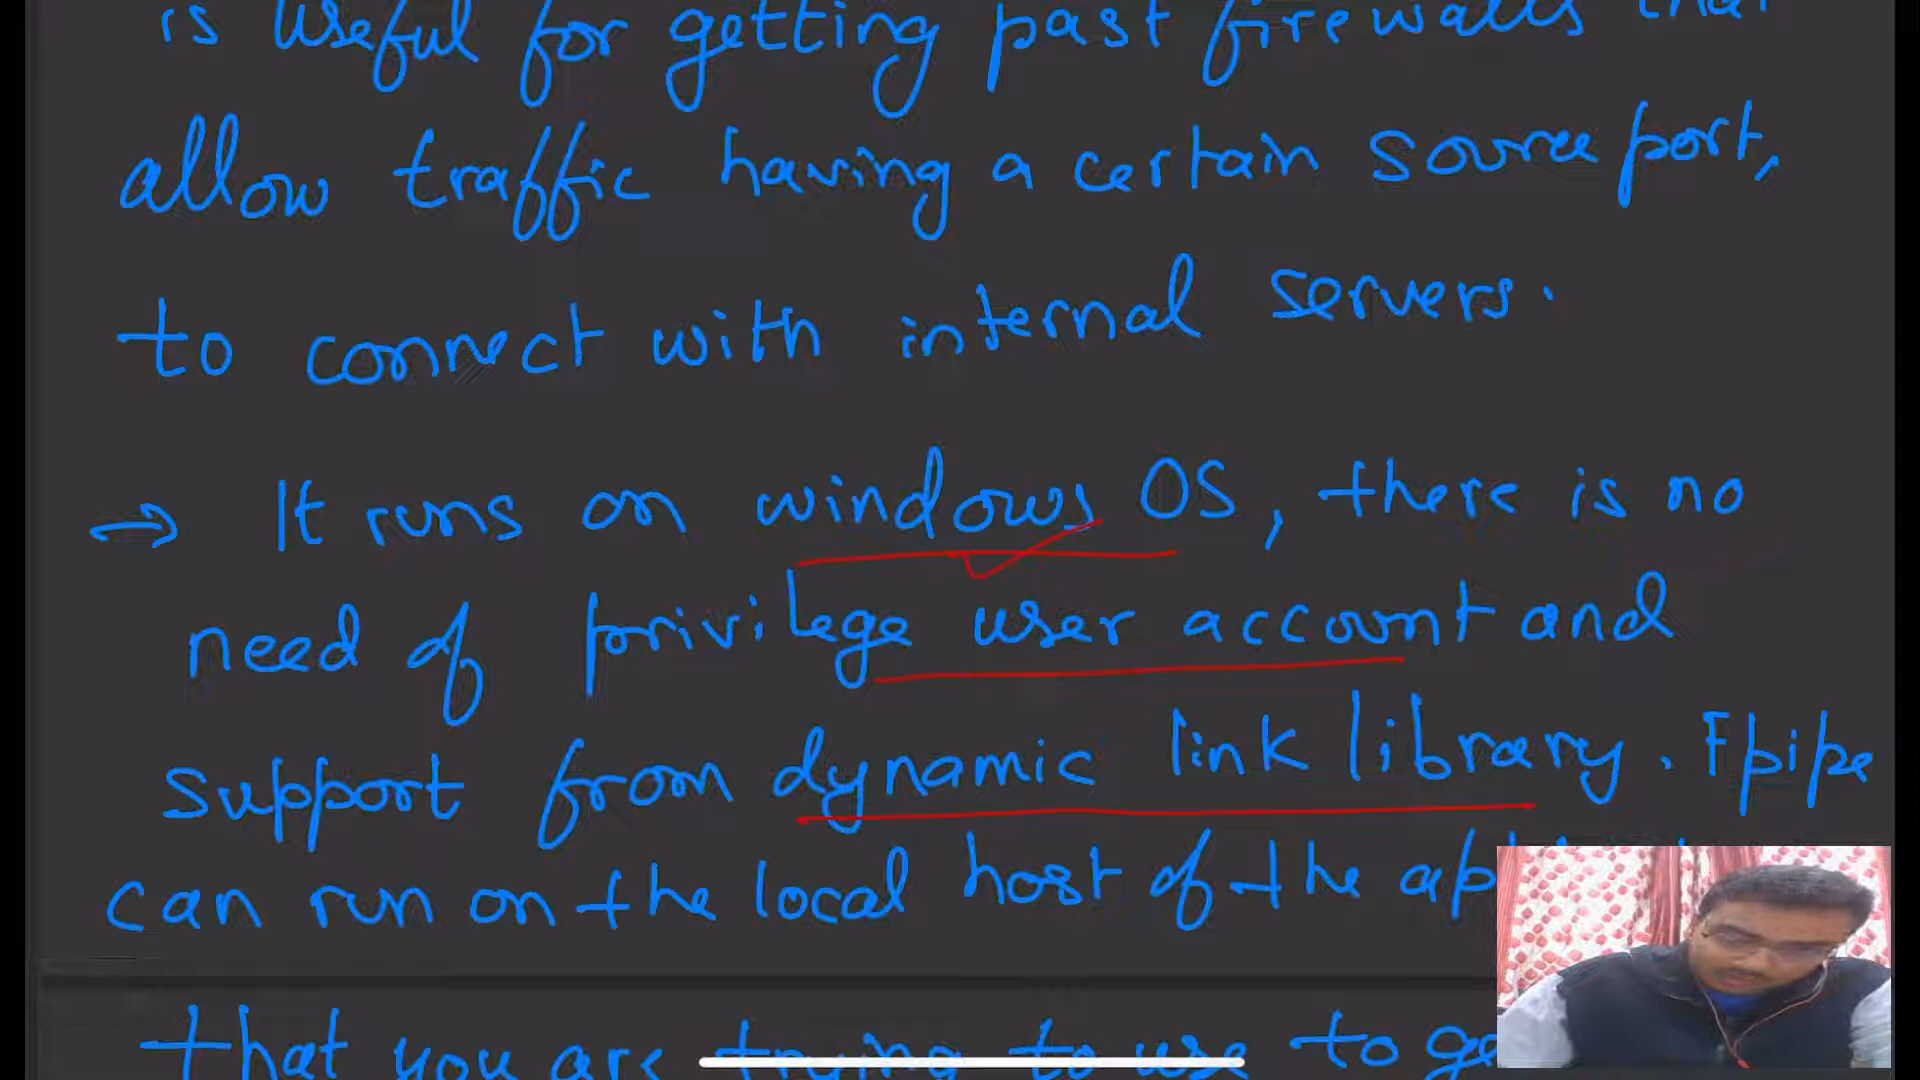 is useful for getting past firewalls that
allow traffic having a certain source port,
to connect with internal servers.
⇒ It runs on windows OS, there is no
need of privilege user account and
support from dynamic link library. Fpipe
can run on the local host of the
that you are trying to use to